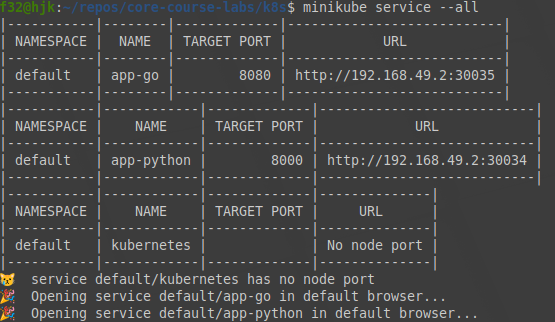 f32@hjk:~/repos/core-course-labs/k8s$ minikube service --all
|-----------|--------|-------------|---------------------------|
| NAMESPACE |  NAME  | TARGET PORT |            URL            |
|-----------|--------|-------------|---------------------------|
| default   | app-go |        8080 | http://192.168.49.2:30035 |
|-----------|--------|-------------|---------------------------|
|-----------|------------|-------------|---------------------------|
| NAMESPACE |    NAME    | TARGET PORT |            URL            |
|-----------|------------|-------------|---------------------------|
| default   | app-python |        8000 | http://192.168.49.2:30034 |
|-----------|------------|-------------|---------------------------|
|-----------|------------|-------------|--------------|
| NAMESPACE |    NAME    | TARGET PORT |     URL      |
|-----------|------------|-------------|--------------|
| default   | kubernetes |             | No node port |
|-----------|------------|-------------|--------------|
😿  service default/kubernetes has no node port
🎉  Opening service default/app-go in default browser...
🎉  Opening service default/app-python in default browser...